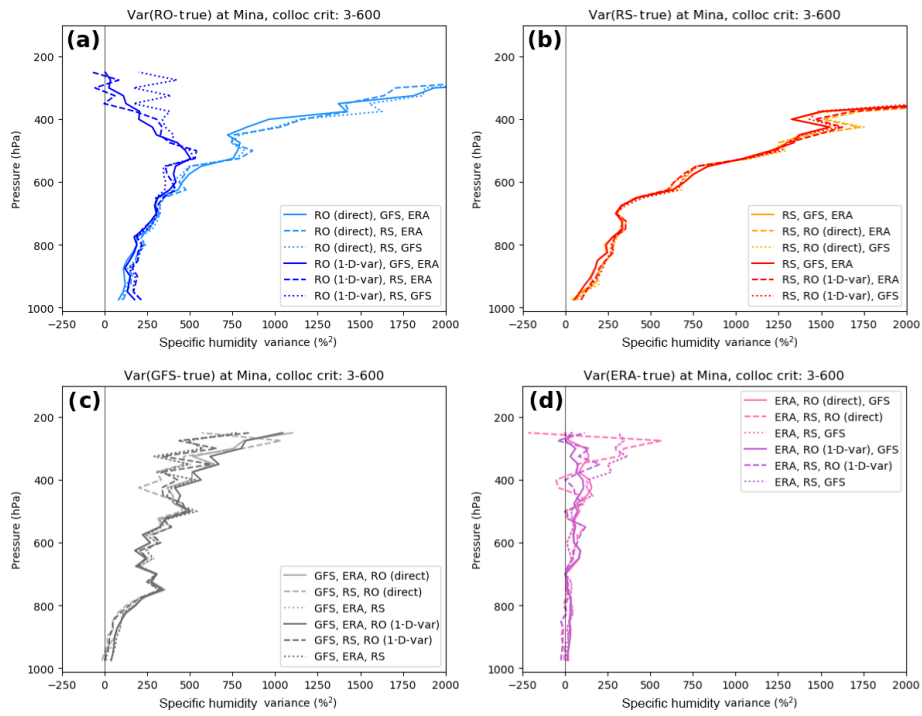 Var(RO-true) at Mina, colloc crit: 3-600
(a)
Pressure (hPa)
200
400
600
800
1000
RO (direct), GFS, ERA
RO (direct), RS, ERA
RO (direct), RS, GFS
RO (1-D-var), GFS, ERA
RO (1-D-var), RS, ERA
RO (1-D-var), RS, GFS
−250 0 250 500 750 1000 1250 1500 1750 2000
Specific humidity variance (%²)
Var(RS-true) at Mina, colloc crit: 3-600
(b)
Pressure (hPa)
200
400
600
800
1000
RS, GFS, ERA
RS, RO (direct), ERA
RS, RO (direct), GFS
RS, GFS, ERA
RS, RO (1-D-var), ERA
RS, RO (1-D-var), GFS
−250 0 250 500 750 1000 1250 1500 1750 2000
Specific humidity variance (%²)
Var(GFS-true) at Mina, colloc crit: 3-600
(c)
Pressure (hPa)
200
400
600
800
1000
GFS, ERA, RO (direct)
GFS, RS, RO (direct)
GFS, ERA, RS
GFS, ERA, RO (1-D-var)
GFS, RS, RO (1-D-var)
GFS, ERA, RS
−250 0 250 500 750 1000 1250 1500 1750 2000
Specific humidity variance (%²)
Var(ERA-true) at Mina, colloc crit: 3-600
(d)
Pressure (hPa)
200
400
600
800
1000
ERA, RO (direct), GFS
ERA, RS, RO (direct)
ERA, RS, GFS
ERA, RO (1-D-var), GFS
ERA, RS, RO (1-D-var)
ERA, RS, GFS
−250 0 250 500 750 1000 1250 1500 1750 2000
Specific humidity variance (%²)